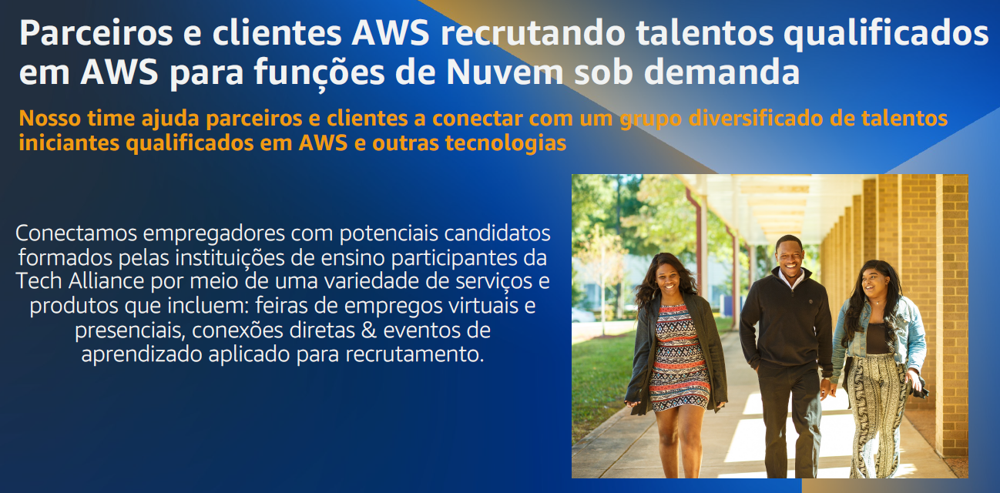 Parceiros e clientes AWS recrutando talentos qualificados
em AWS para funções de Nuvem sob demanda
Nosso time ajuda parceiros e clientes a conectar com um grupo diversificado de talentos
iniciantes qualificados em AWS e outras tecnologias
Conectamos empregadores com potenciais candidatos
formados pelas instituições de ensino participantes da
Tech Alliance por meio de uma variedade de serviços e
produtos que incluem: feiras de empregos virtuais e
presenciais, conexões diretas & eventos de
aprendizado aplicado para recrutamento.